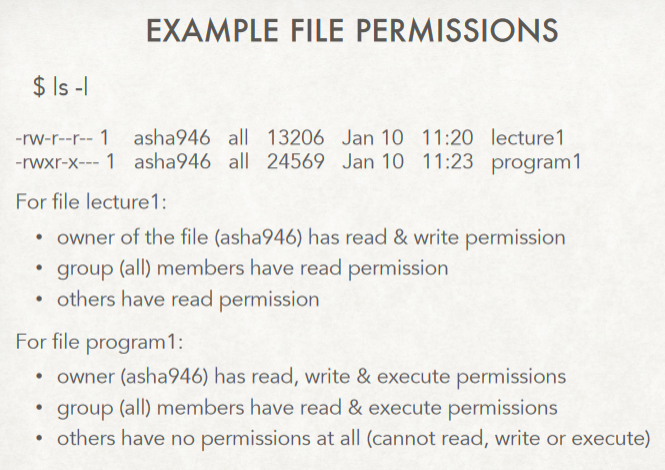 EXAMPLE FILE PERMISSIONS
$ ls -l
-rw-r--r-- 1 asha946 all 13206 Jan 10 11:20 lecture1
-rwxr-x--- 1 asha946 all 24569 Jan 10 11:23 program1
For file lecture1:
• owner of the file (asha946) has read & write permission
• group (all) members have read permission
• others have read permission
For file program1:
• owner (asha946) has read, write & execute permissions
• group (all) members have read & execute permissions
• others have no permissions at all (cannot read, write or execute)